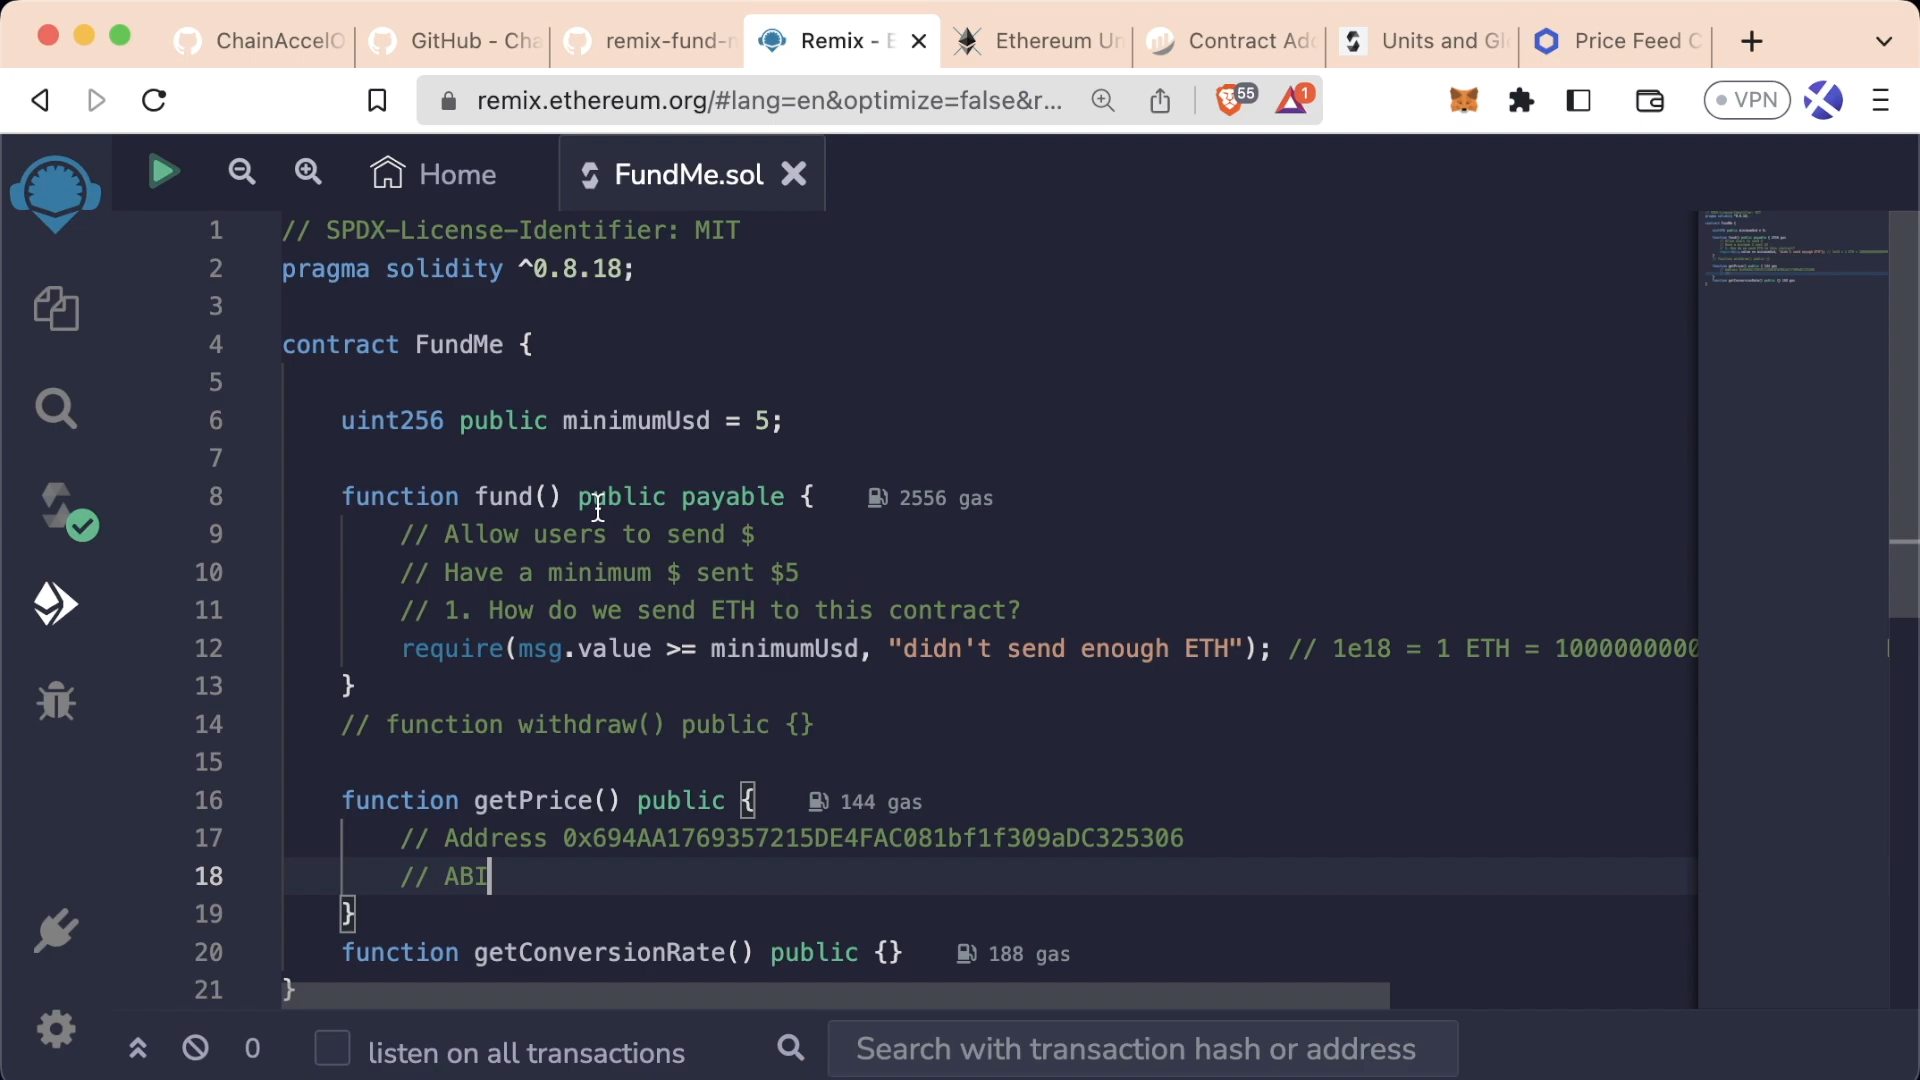 ChainAccelO
GitHub - Cha
remix-fund-n
Remix - E
Ethereum Un
Contract Add
Units and Gl
Price Feed C
remix.ethereum.org/#lang=en&optimize=false&r...
55
1
VPN
Home
FundMe.sol
1 // SPDX-License-Identifier: MIT
2 pragma solidity ^0.8.18;
3
4 contract FundMe {
5
6 uint256 public minimumUsd = 5;
7
8 function fund() public payable { 2556 gas
9 // Allow users to send $
10 // Have a minimum $ sent $5
11 // 1. How do we send ETH to this contract?
12 require(msg.value >= minimumUsd, "didn't send enough ETH"); // 1e18 = 1 ETH = 1000000000
13 }
14 // function withdraw() public {}
15
16 function getPrice() public { 144 gas
17 // Address 0x694AA1769357215DE4FAC081bf1f309aDC325306
18 // ABI
19 }
20 function getConversionRate() public {} 188 gas
21 }
0
listen on all transactions
Search with transaction hash or address